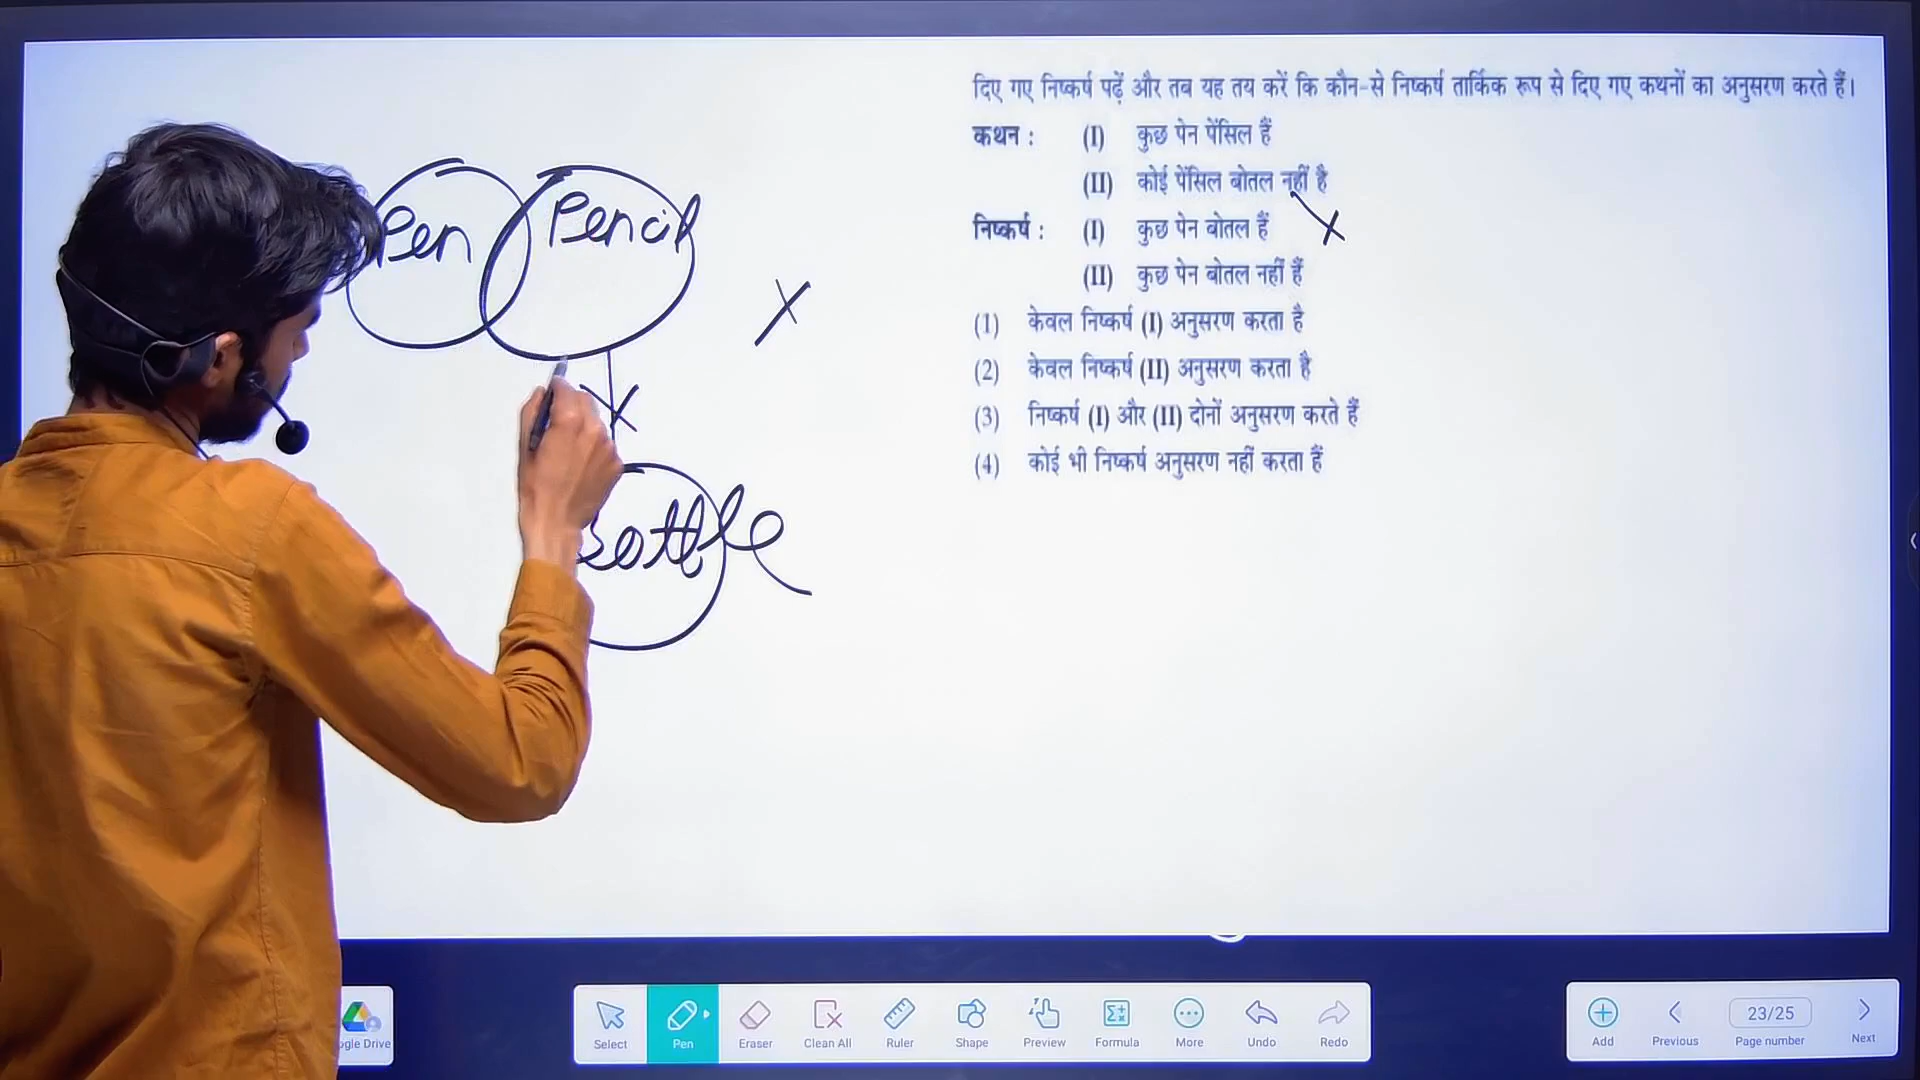 दिए गए निष्कर्ष पढ़ें और तब यह तय करें कि कौन-से निष्कर्ष तार्किक रूप से दिए गए कथनों का अनुसरण करते हैं।
कथन : (I) कुछ पेन पेंसिल हैं
(II) कोई पेंसिल बोतल नहीं है
निष्कर्ष : (I) कुछ पेन बोतल हैं
(II) कुछ पेन बोतल नहीं हैं
(1) केवल निष्कर्ष (I) अनुसरण करता है
(2) केवल निष्कर्ष (II) अनुसरण करता है
(3) निष्कर्ष (I) और (II) दोनों अनुसरण करते हैं
(4) कोई भी निष्कर्ष अनुसरण नहीं करता हैं
Pen Pencil
Bottle
gle Drive
Select Pen Eraser Clean All Ruler Shape Preview Formula More Undo Redo
Add Previous 23/25 Page number Next